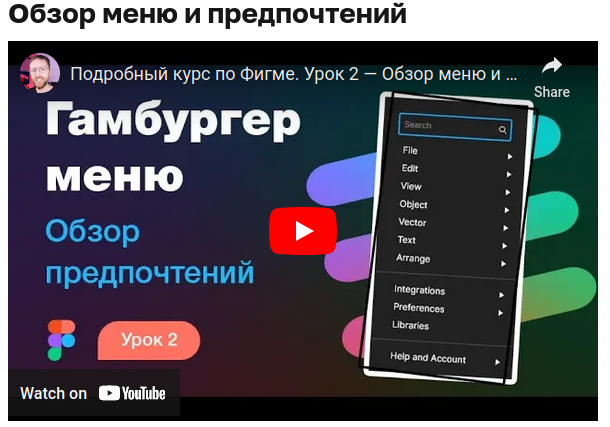 Обзор меню и предпочтений
Подробный курс по Фигме. Урок 2 — Обзор меню и ...
Share
Гамбургер
меню
Обзор
предпочтений
Урок 2
Search
File
Edit
View
Object
Vector
Text
Arrange
Integrations
Preferences
Libraries
Help and Account
Watch on YouTube